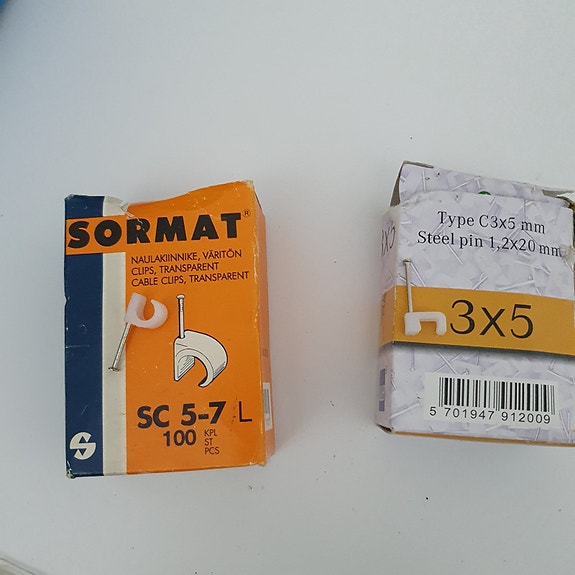 SORMAT®
NAULAKIINNIKE, VÄRITÖN
CLIPS, TRANSPARENT
CABLE CLIPS, TRANSPARENT
SC 5-7 L
100 KPL
ST
PCS
S
Type C3x5 mm
Steel pin 1,2x20 mm
3x5
3x5
5 701947 912009